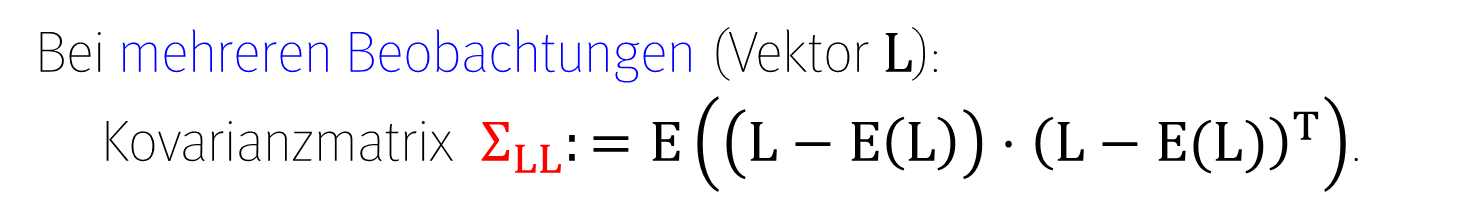 Bei mehreren Beobachtungen (Vektor L):
Kovarianzmatrix Σ_LL := E((L − E(L)) · (L − E(L))^T).